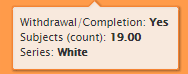 Withdrawal/Completion: Yes
Subjects (count): 19.00
Series: White